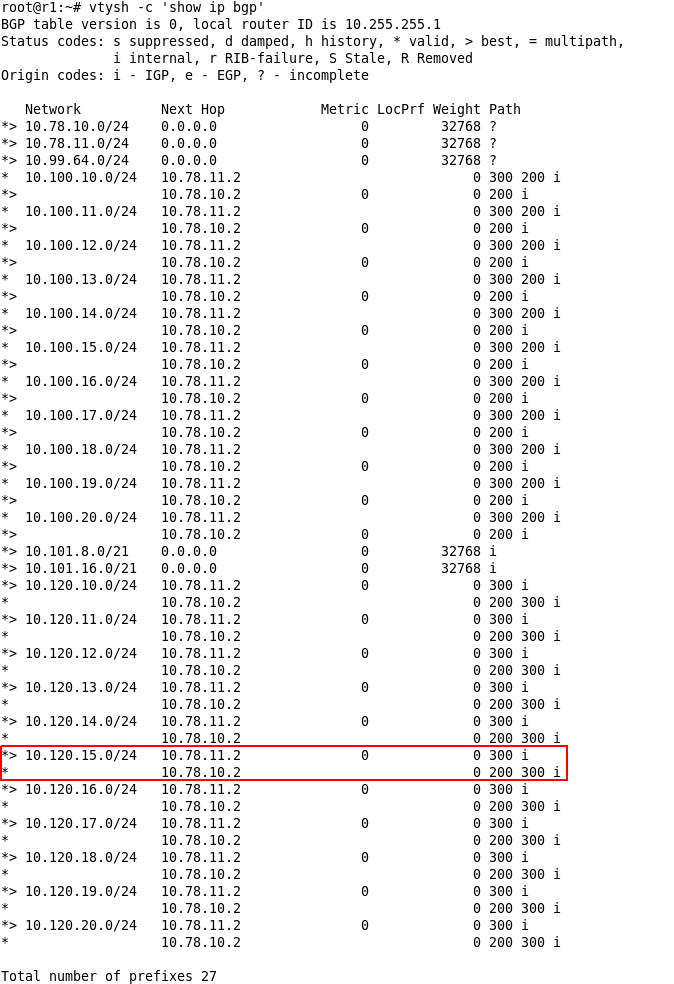 root@r1:~# vtysh -c 'show ip bgp'
BGP table version is 0, local router ID is 10.255.255.1
Status codes: s suppressed, d damped, h history, * valid, > best, = multipath,
              i internal, r RIB-failure, S Stale, R Removed
Origin codes: i - IGP, e - EGP, ? - incomplete

   Network          Next Hop            Metric LocPrf Weight Path
*> 10.78.10.0/24    0.0.0.0                  0         32768 ?
*> 10.78.11.0/24    0.0.0.0                  0         32768 ?
*> 10.99.64.0/24    0.0.0.0                  0         32768 ?
*  10.100.10.0/24   10.78.11.2                             0 300 200 i
*>                  10.78.10.2               0             0 200 i
*  10.100.11.0/24   10.78.11.2                             0 300 200 i
*>                  10.78.10.2               0             0 200 i
*  10.100.12.0/24   10.78.11.2                             0 300 200 i
*>                  10.78.10.2               0             0 200 i
*  10.100.13.0/24   10.78.11.2                             0 300 200 i
*>                  10.78.10.2               0             0 200 i
*  10.100.14.0/24   10.78.11.2                             0 300 200 i
*>                  10.78.10.2               0             0 200 i
*  10.100.15.0/24   10.78.11.2                             0 300 200 i
*>                  10.78.10.2               0             0 200 i
*  10.100.16.0/24   10.78.11.2                             0 300 200 i
*>                  10.78.10.2               0             0 200 i
*  10.100.17.0/24   10.78.11.2                             0 300 200 i
*>                  10.78.10.2               0             0 200 i
*  10.100.18.0/24   10.78.11.2                             0 300 200 i
*>                  10.78.10.2               0             0 200 i
*  10.100.19.0/24   10.78.11.2                             0 300 200 i
*>                  10.78.10.2               0             0 200 i
*  10.100.20.0/24   10.78.11.2                             0 300 200 i
*>                  10.78.10.2               0             0 200 i
*> 10.101.8.0/21    0.0.0.0                  0         32768 i
*> 10.101.16.0/21   0.0.0.0                  0         32768 i
*> 10.120.10.0/24   10.78.11.2               0             0 300 i
*                   10.78.10.2                             0 200 300 i
*> 10.120.11.0/24   10.78.11.2               0             0 300 i
*                   10.78.10.2                             0 200 300 i
*> 10.120.12.0/24   10.78.11.2               0             0 300 i
*                   10.78.10.2                             0 200 300 i
*> 10.120.13.0/24   10.78.11.2               0             0 300 i
*                   10.78.10.2                             0 200 300 i
*> 10.120.14.0/24   10.78.11.2               0             0 300 i
*                   10.78.10.2                             0 200 300 i
*> 10.120.15.0/24   10.78.11.2               0             0 300 i
*                   10.78.10.2                             0 200 300 i
*> 10.120.16.0/24   10.78.11.2               0             0 300 i
*                   10.78.10.2                             0 200 300 i
*> 10.120.17.0/24   10.78.11.2               0             0 300 i
*                   10.78.10.2                             0 200 300 i
*> 10.120.18.0/24   10.78.11.2               0             0 300 i
*                   10.78.10.2                             0 200 300 i
*> 10.120.19.0/24   10.78.11.2               0             0 300 i
*                   10.78.10.2                             0 200 300 i
*> 10.120.20.0/24   10.78.11.2               0             0 300 i
*                   10.78.10.2                             0 200 300 i

Total number of prefixes 27